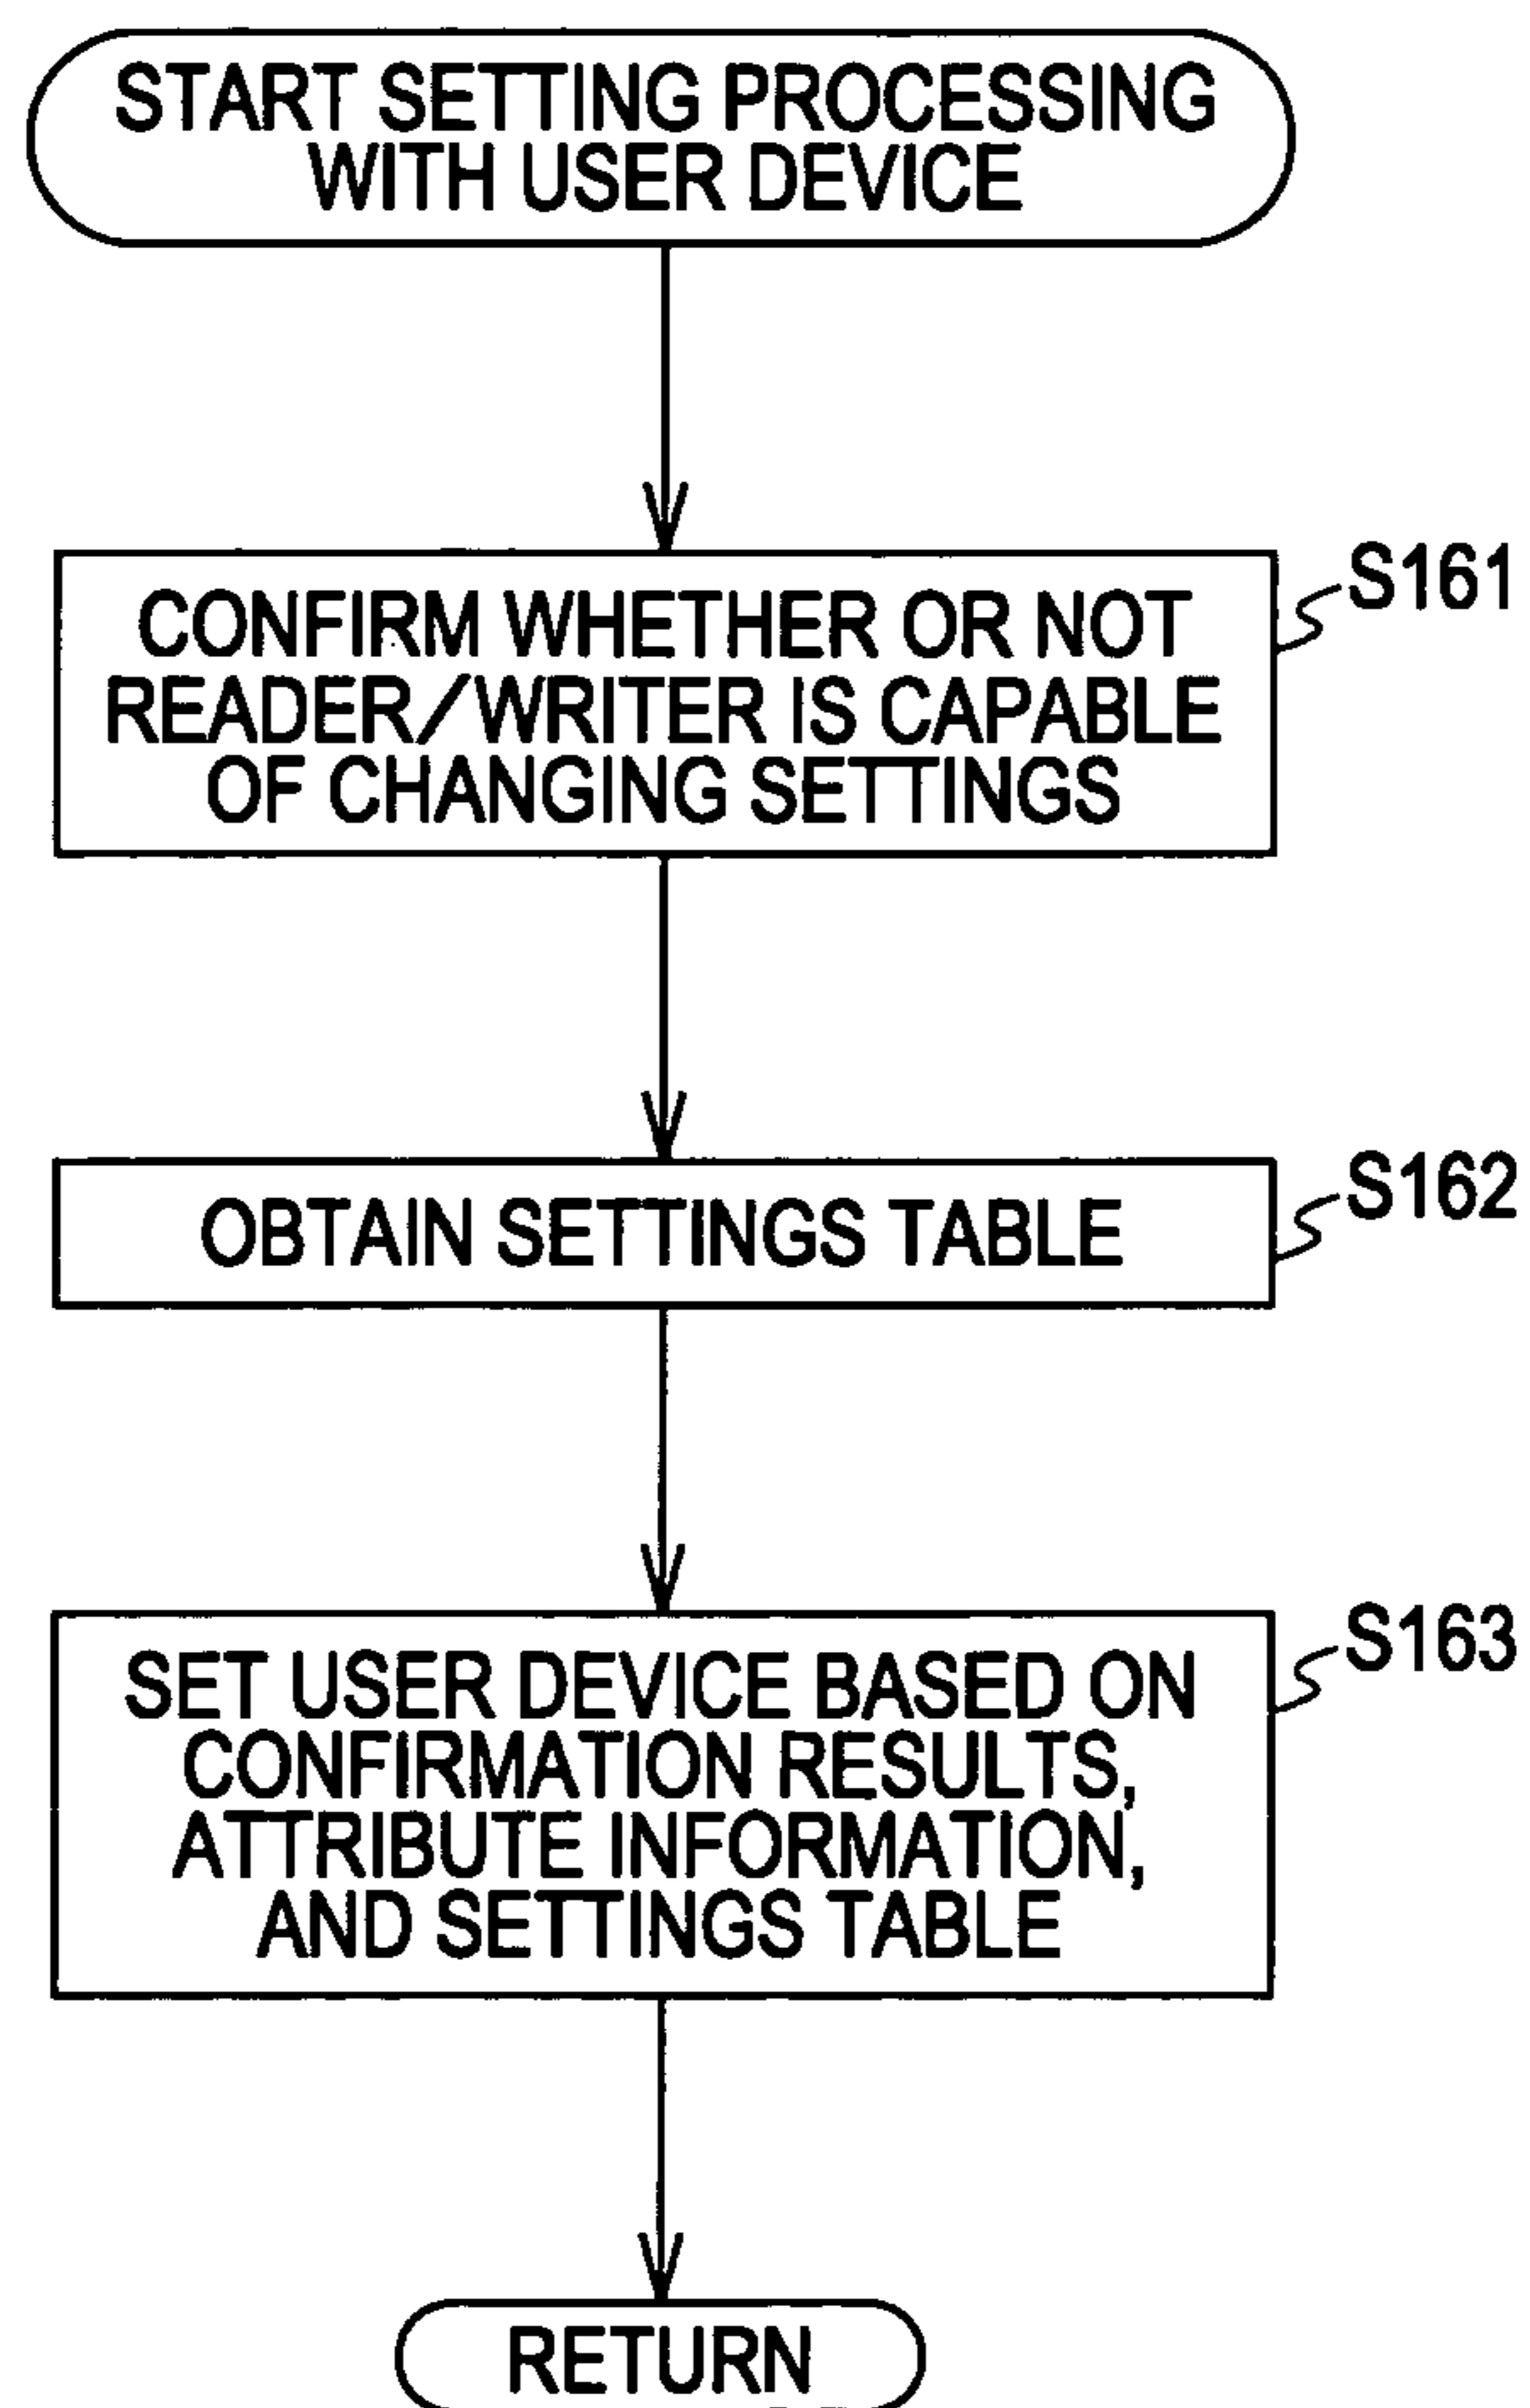 START SETTING PROCESSING
WITH USER DEVICE
CONFIRM WHETHER OR NOT
READER/WRITER IS CAPABLE
OF CHANGING SETTINGS
S161
OBTAIN SETTINGS TABLE
S162
SET USER DEVICE BASED ON
CONFIRMATION RESULTS,
ATTRIBUTE INFORMATION,
AND SETTINGS TABLE
S163
RETURN